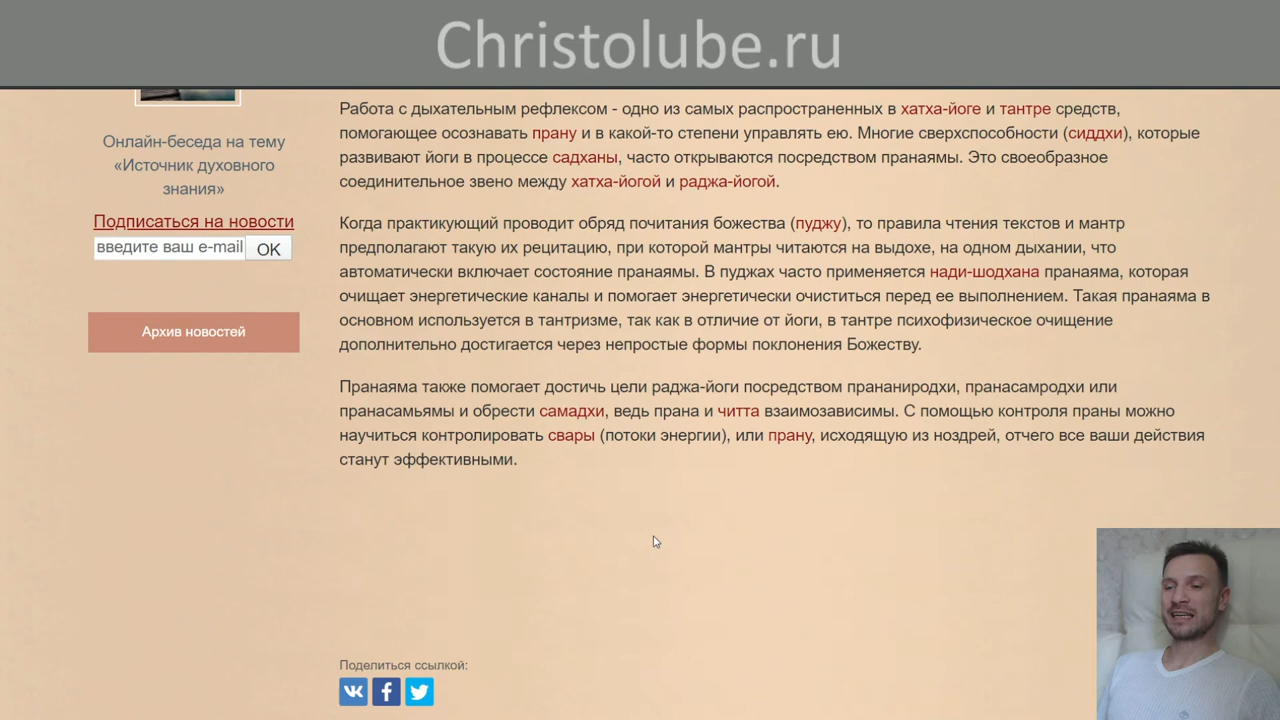 Christolube.ru
Онлайн-беседа на тему
«Источник духовного
знания»
Подписаться на новости
введите ваш e-mail
OK
Архив новостей
Работа с дыхательным рефлексом - одно из самых распространенных в хатха-йоге и тантре средств,
помогающее осознавать прану и в какой-то степени управлять ею. Многие сверхспособности (сиддхи), которые
развивают йоги в процессе садханы, часто открываются посредством пранаямы. Это своеобразное
соединительное звено между хатха-йогой и раджа-йогой.
Когда практикующий проводит обряд почитания божества (пуджу), то правила чтения текстов и мантр
предполагают такую их рецитацию, при которой мантры читаются на выдохе, на одном дыхании, что
автоматически включает состояние пранаямы. В пуджах часто применяется нади-шодхана пранаяма, которая
очищает энергетические каналы и помогает энергетически очиститься перед ее выполнением. Такая пранаяма в
основном используется в тантризме, так как в отличие от йоги, в тантре психофизическое очищение
дополнительно достигается через непростые формы поклонения Божеству.
Пранаяма также помогает достичь цели раджа-йоги посредством прананиродхи, пранасамродхи или
пранасамьямы и обрести самадхи, ведь прана и читта взаимозависимы. С помощью контроля праны можно
научиться контролировать свары (потоки энергии), или прану, исходящую из ноздрей, отчего все ваши действия
станут эффективными.
Поделиться ссылкой: